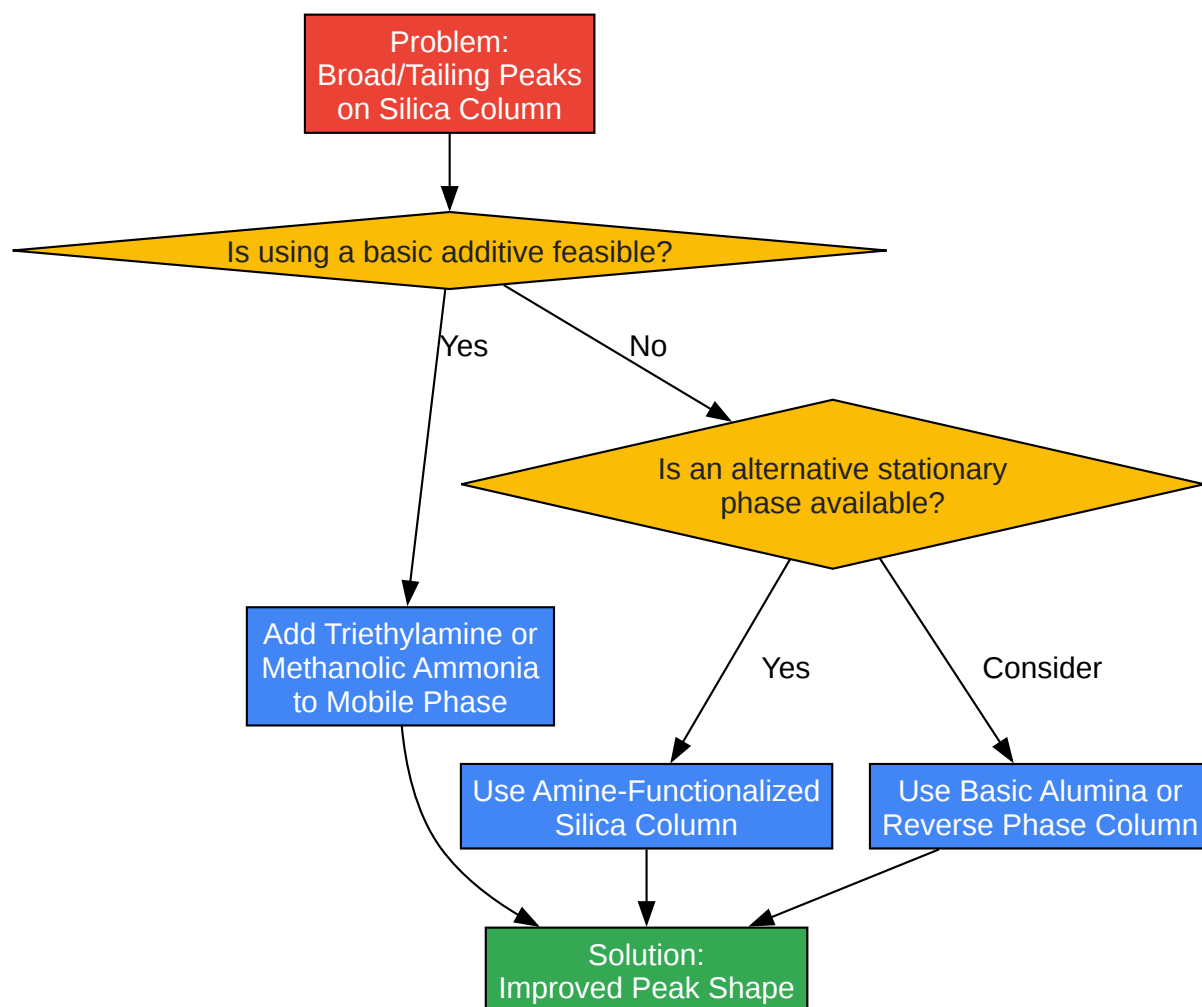 Problem:
Broad/Tailing Peaks
on Silica Column
Is using a basic additive feasible?
Yes
No
Is an alternative stationary
phase available?
Add Triethylamine or
Methanolic Ammonia
to Mobile Phase
Yes
Consider
Use Amine-Functionalized
Silica Column
Use Basic Alumina or
Reverse Phase Column
Solution:
Improved Peak Shape